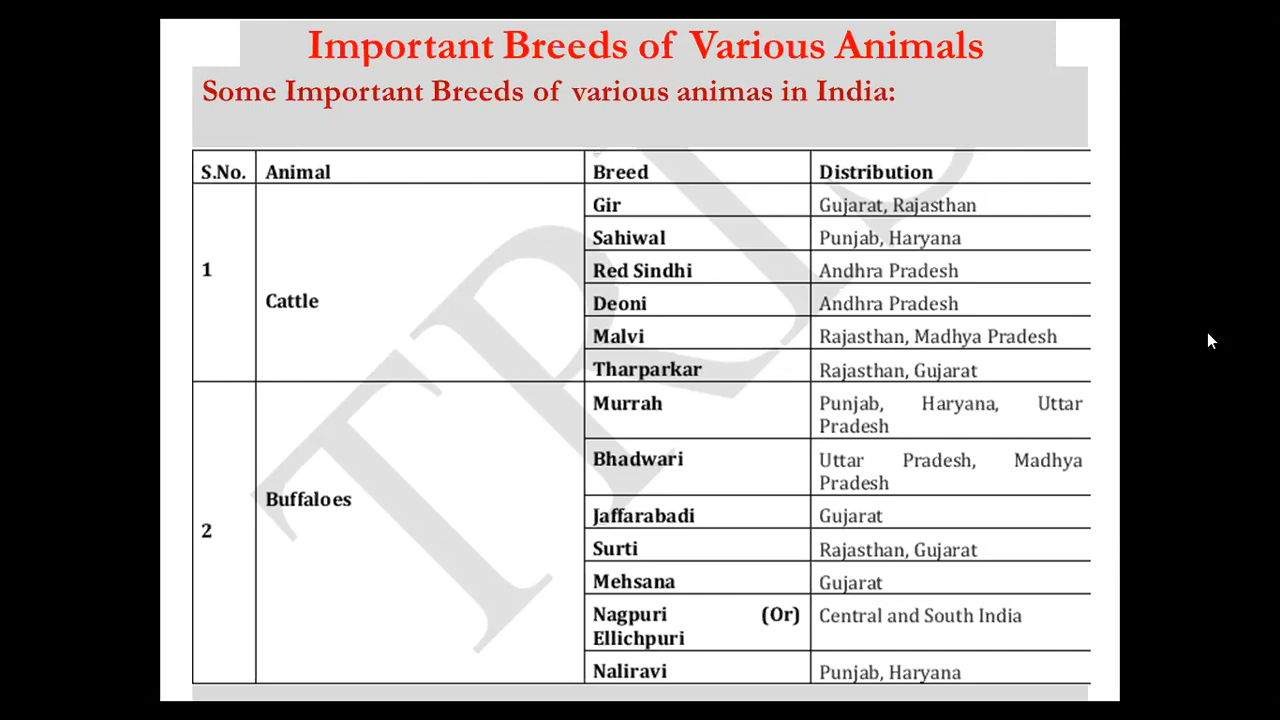 Important Breeds of Various Animals
Some Important Breeds of various animas in India:
S.No. Animal Breed Distribution
1 Cattle Gir Gujarat, Rajasthan
Sahiwal Punjab, Haryana
Red Sindhi Andhra Pradesh
Deoni Andhra Pradesh
Malvi Rajasthan, Madhya Pradesh
Tharparkar Rajasthan, Gujarat
2 Buffaloes Murrah Punjab, Haryana, Uttar
Pradesh
Bhadwari Uttar Pradesh, Madhya
Pradesh
Jaffarabadi Gujarat
Surti Rajasthan, Gujarat
Mehsana Gujarat
Nagpuri (Or) Central and South India
Ellichpuri
Naliravi Punjab, Haryana